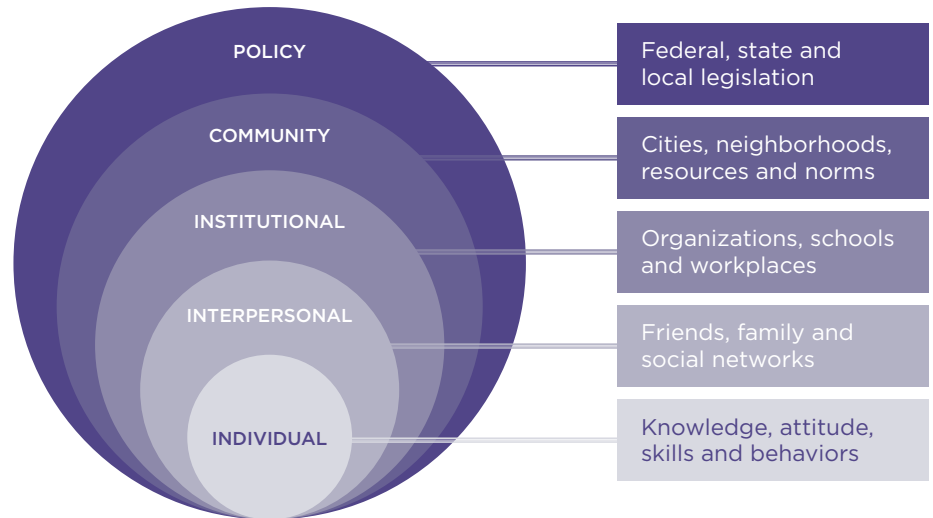 POLICY
Federal, state and
local legislation
COMMUNITY
Cities, neighborhoods,
resources and norms
INSTITUTIONAL
Organizations, schools
and workplaces
INTERPERSONAL
Friends, family and
social networks
INDIVIDUAL
Knowledge, attitude,
skills and behaviors